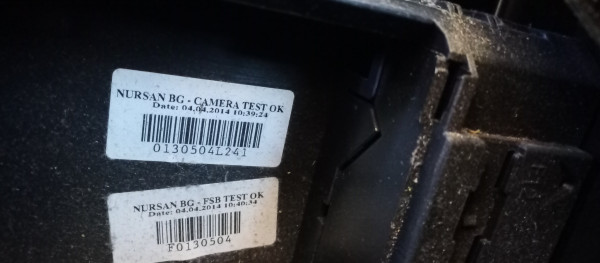 NURSAN BG - CAMERA TEST OK
Date: 04.04.2014 10:39:24
0130504L241
NURSAN BG - FSB TEST OK
Date: 04.04.2014 10:40:34
F0130504